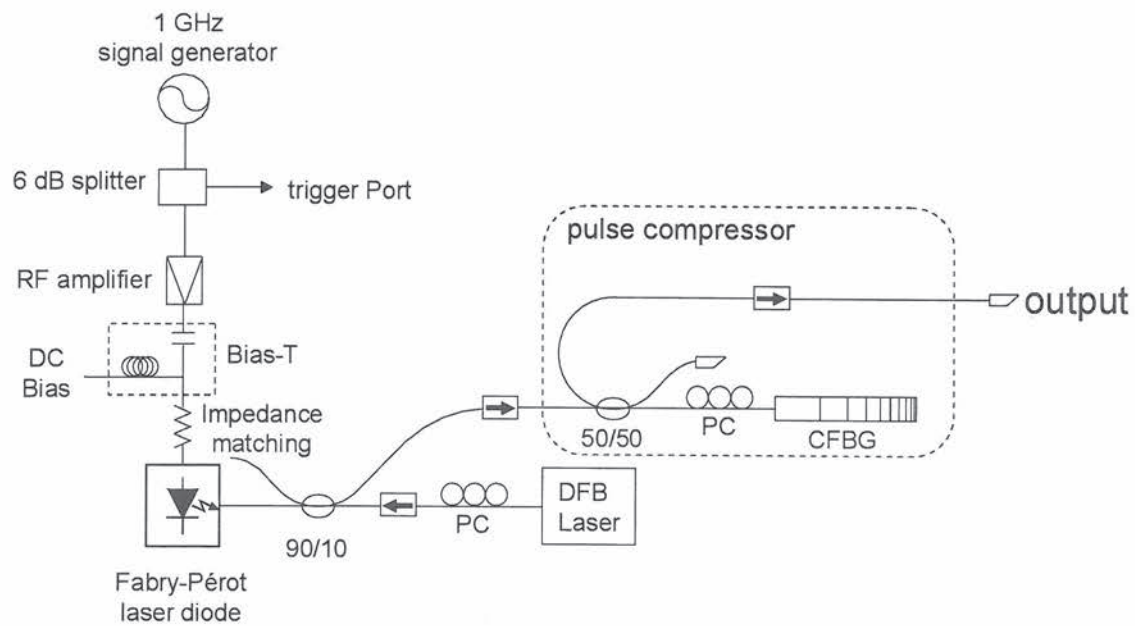 1 GHz
signal generator
6 dB splitter
trigger Port
RF amplifier
DC
Bias
Bias-T
Impedance
matching
Fabry-Pérot
laser diode
90/10
PC
DFB
Laser
pulse compressor
50/50
PC
CFBG
output